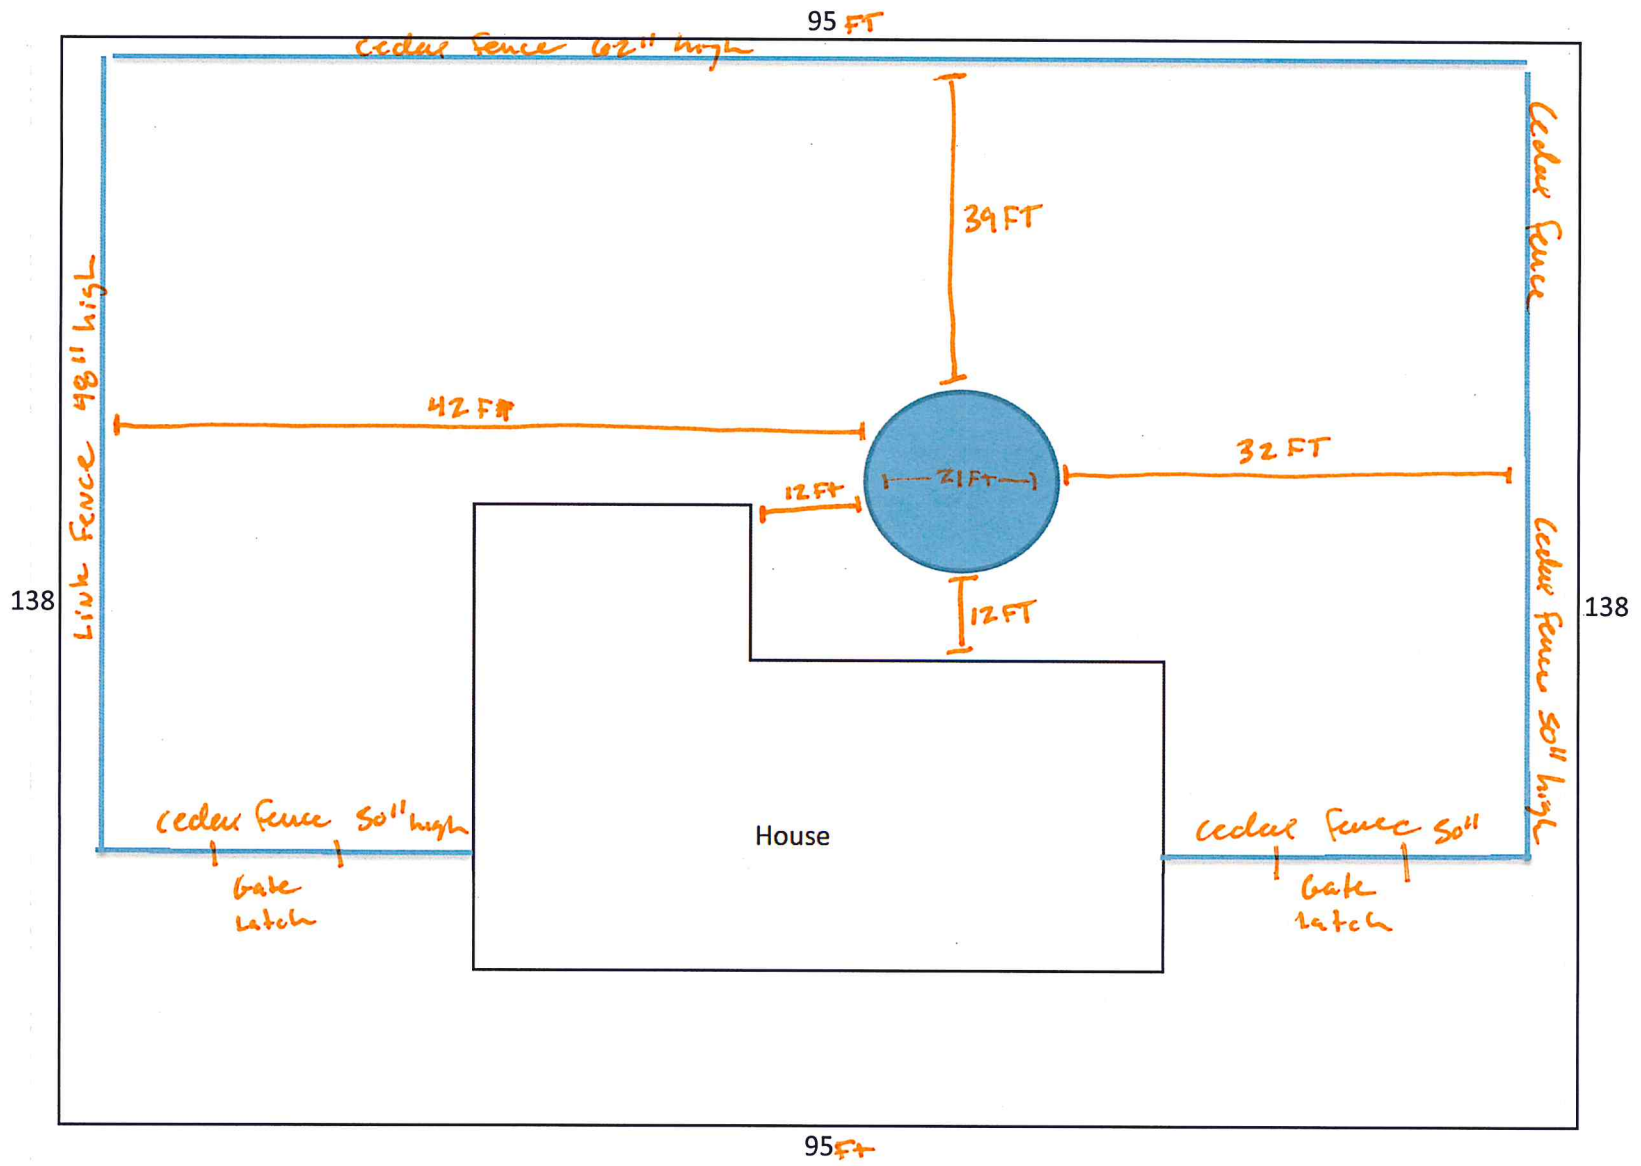 95 FT
Cedar Fence 62" high
Cedar Fence
39 FT
Link Fence 48" high
42 Ft
32 FT
21 Ft
12 Ft
12 FT
138
138
Cedar Fence 50" high
Cedar Fence 50" high
House
Cedar Fence 50"
Gate
Latch
Gate
Latch
95 Ft